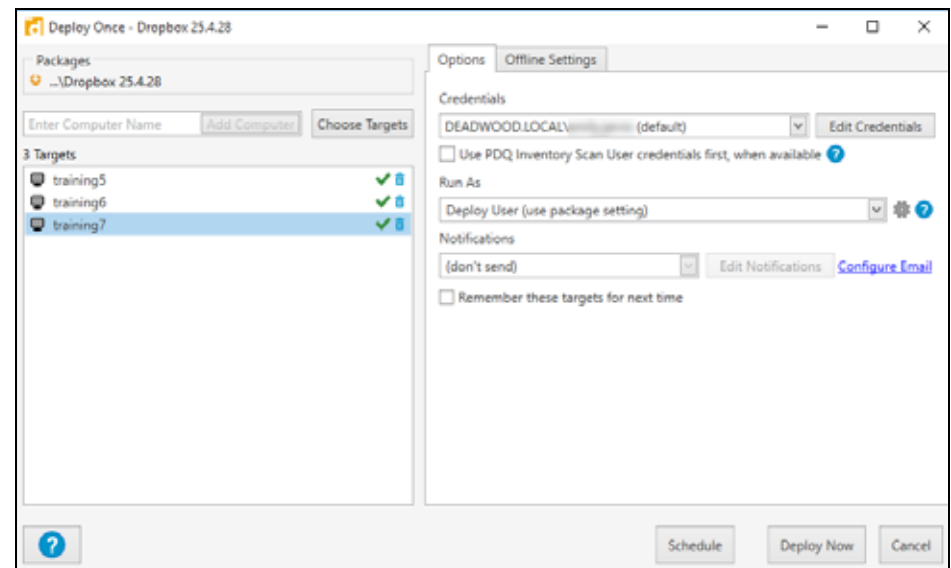 Deploy Once - Dropbox 25.4.28
Packages
...\Dropbox 25.4.28
Enter Computer Name
Add Computer
Choose Targets
3 Targets
training5
training6
training7
Options
Offline Settings
Credentials
DEADWOOD.LOCAL\ (default)
Edit Credentials
Use PDQ Inventory Scan User credentials first, when available
?
Run As
Deploy User (use package setting)
?
Notifications
(don't send)
Edit Notifications
Configure Email
Remember these targets for next time
?
Schedule
Deploy Now
Cancel